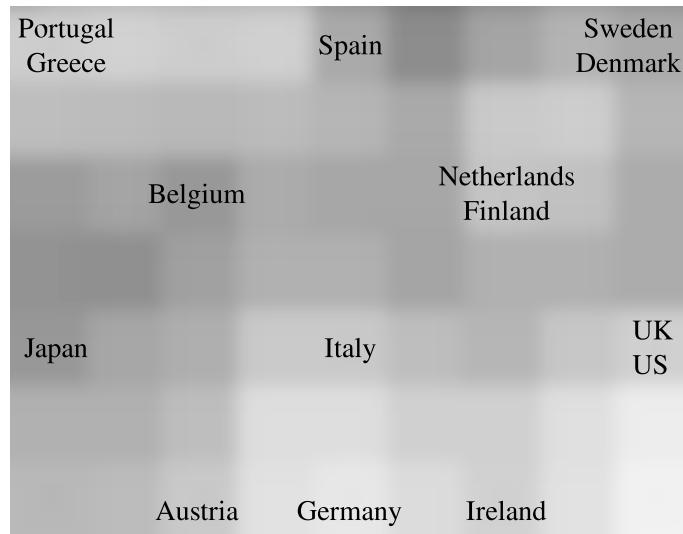 Portugal
Greece
Spain
Sweden
Denmark
Belgium
Netherlands
Finland
Japan
Italy
UK
US
Austria
Germany
Ireland